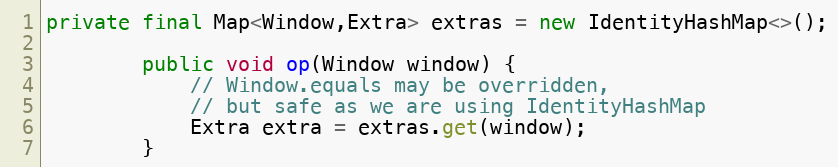 1 private final Map<Window,Extra> extras = new IdentityHashMap<>();
2
3         public void op(Window window) {
4             // Window.equals may be overridden,
5             // but safe as we are using IdentityHashMap
6             Extra extra = extras.get(window);
7         }